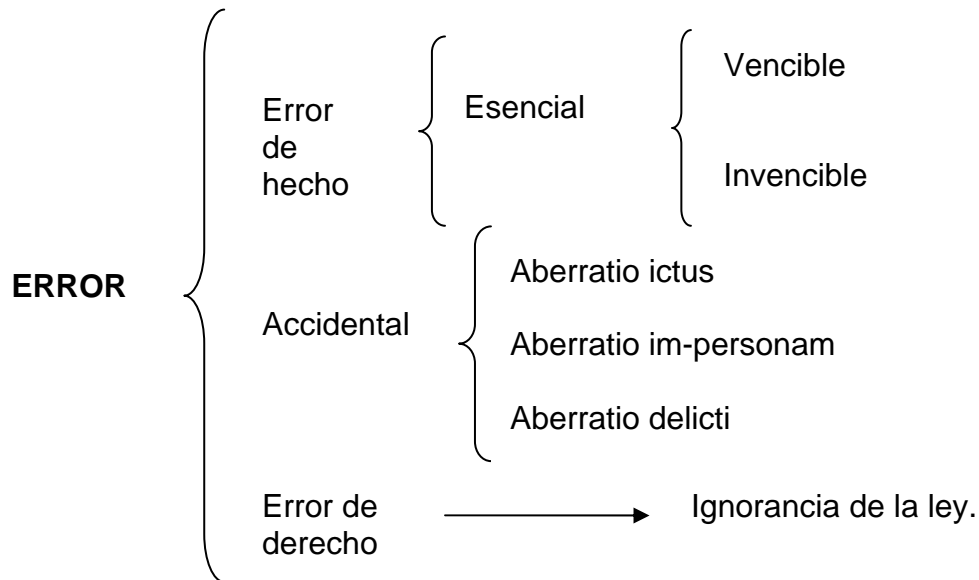 ERROR
Error
de
hecho
Esencial
Vencible
Invencible
Accidental
Aberratio ictus
Aberratio im-personam
Aberratio delicti
Error de
derecho
Ignorancia de la ley.